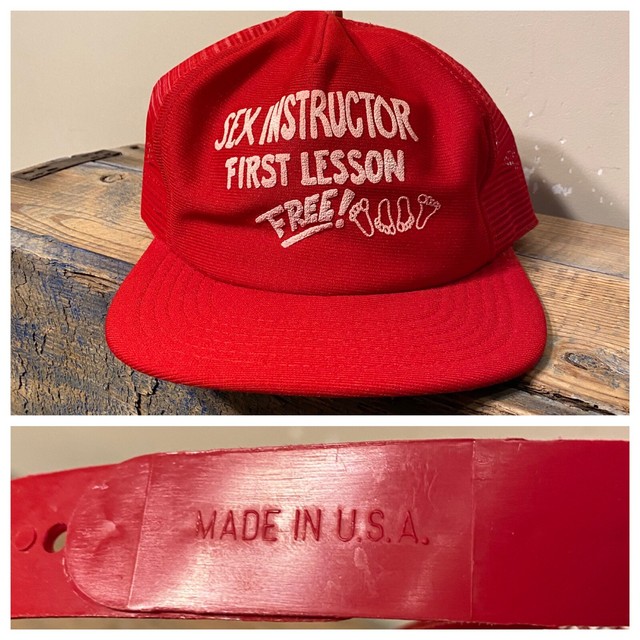 SEX INSTRUCTOR
FIRST LESSON
FREE!
MADE IN U.S.A.